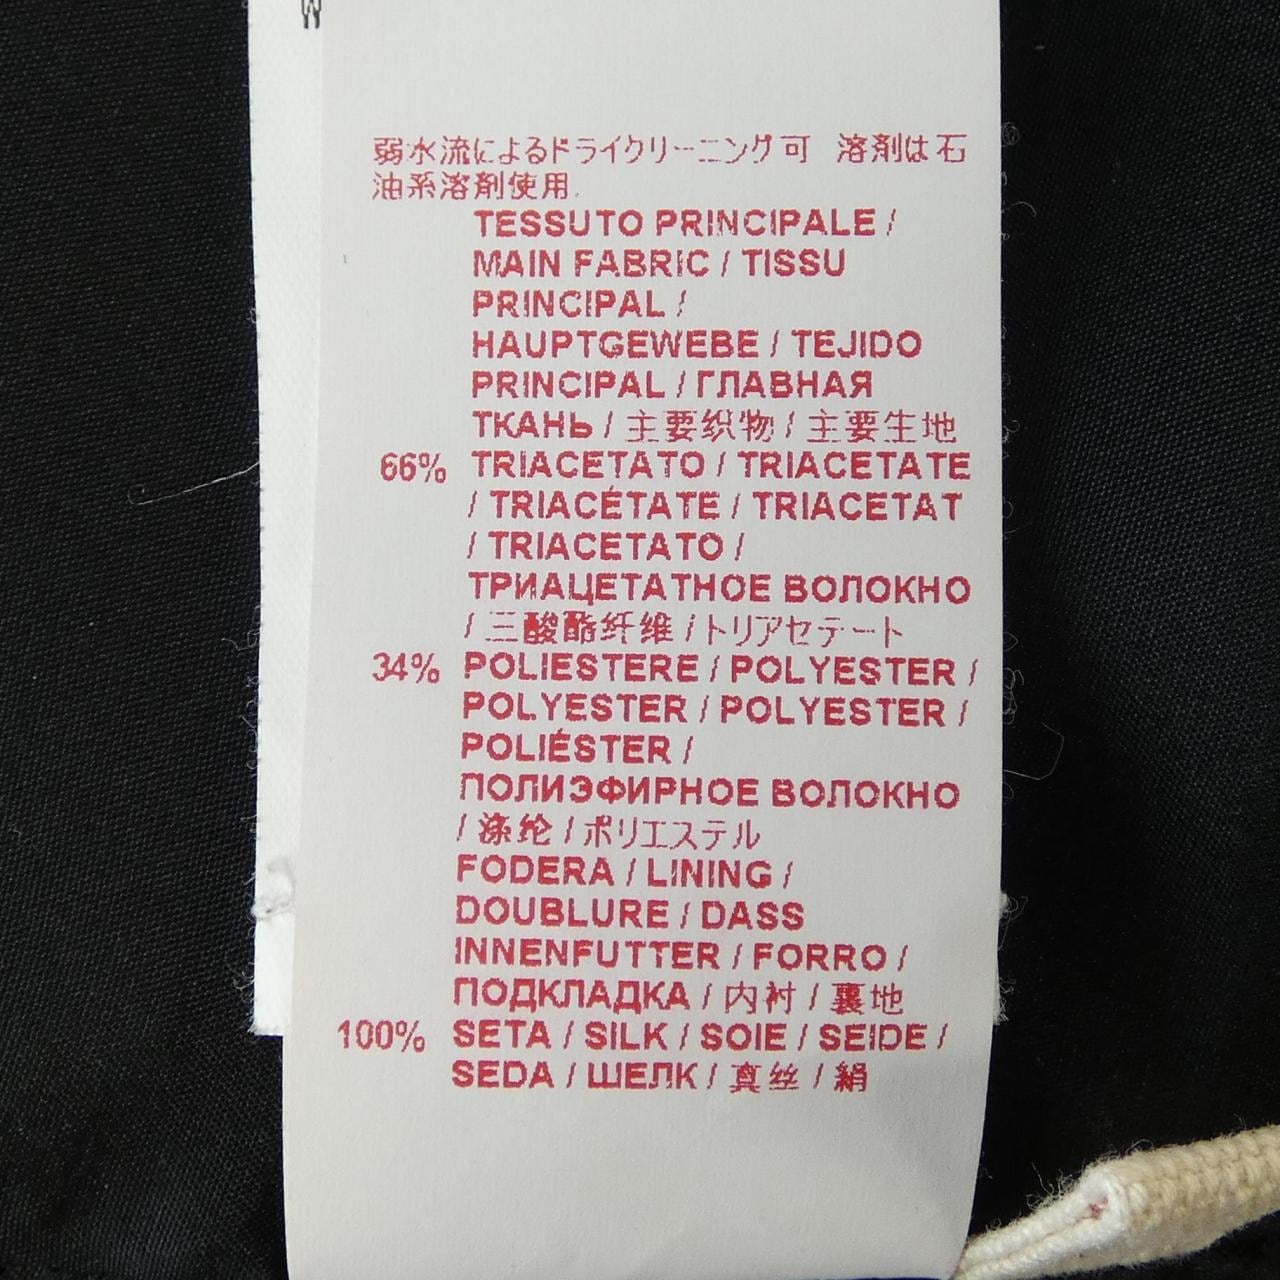 M
弱水流によるドライクリーニング可 溶剤は石
油系溶剤使用.
TESSUTO PRINCIPALE /
MAIN FABRIC / TISSU
PRINCIPAL /
HAUPTGEWEBE / TEJIDO
PRINCIPAL / ГЛАВНАЯ
ТКАНЬ / 主要织物 / 主要生地
66% TRIACETATO / TRIACETATE
/ TRIACÉTATE / TRIACETAT
/ TRIACETATO /
ТРИАЦЕТАТНОЕ ВОЛОКНО
/ 三酸酯纤维 / トリアセテート
34% POLIESTERE / POLYESTER /
POLYESTER / POLYESTER /
POLIÉSTER /
ПОЛИЭФИРНОЕ ВОЛОКНО
/ 涤纶 / ポリエステル
FODERA / LINING /
DOUBLURE / DASS
INNENFUTTER / FORRO /
ПОДКЛАДКА / 内衬 / 裏地
100% SETA / SILK / SOIE / SEIDE /
SEDA / ШЕЛК / 真丝 / 絹